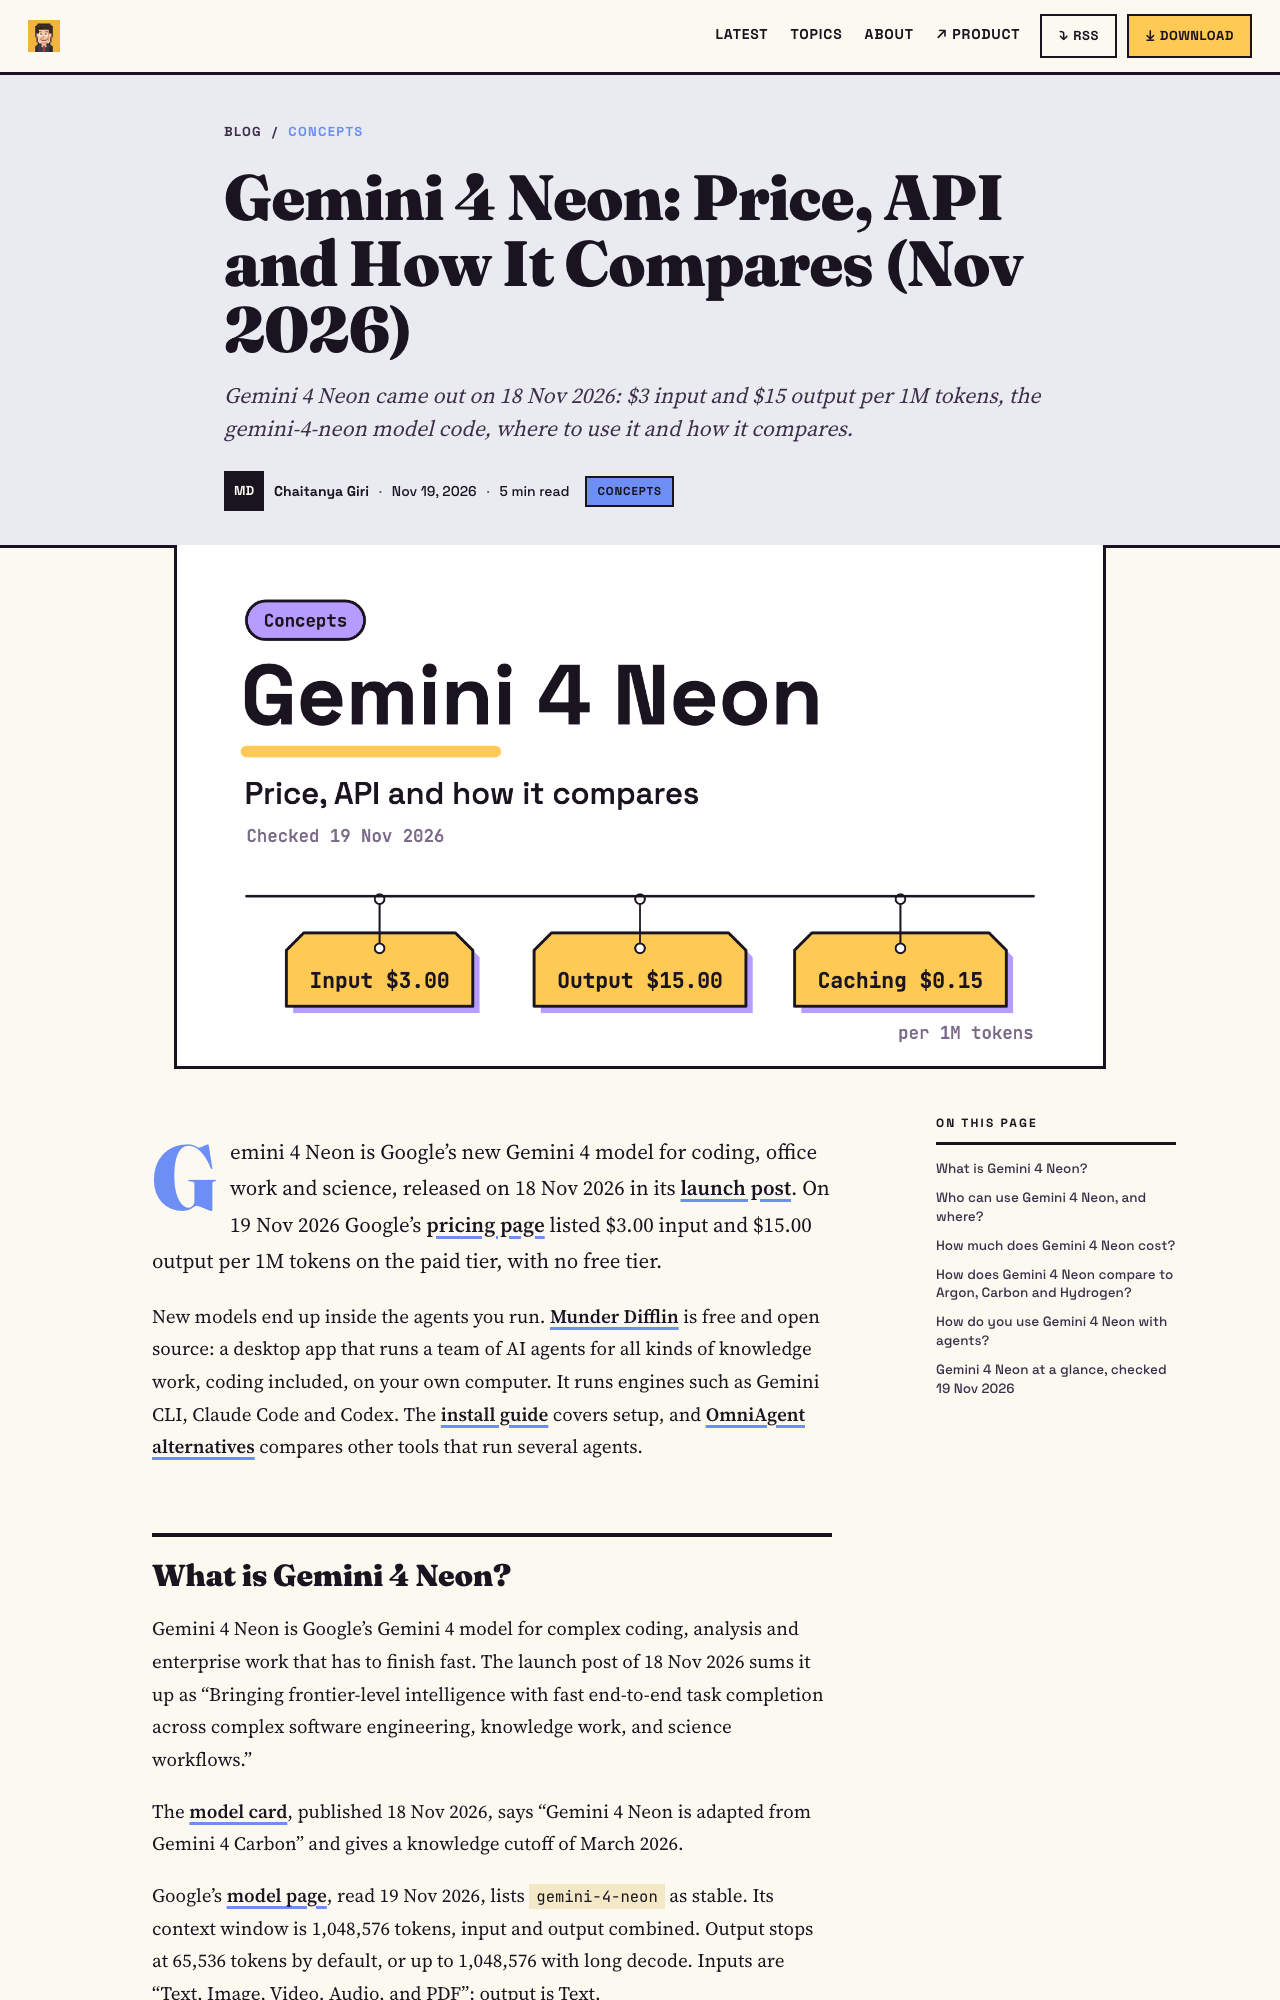 LATEST TOPICS ABOUT ↗ PRODUCT ⤵ RSS ⤓ DOWNLOAD
BLOG / CONCEPTS
Gemini 4 Neon: Price, API
and How It Compares (Nov
2026)
Gemini 4 Neon came out on 18 Nov 2026: $3 input and $15 output per 1M tokens, the
gemini-4-neon model code, where to use it and how it compares.
MD Chaitanya Giri · Nov 19, 2026 · 5 min read CONCEPTS
Concepts
Gemini 4 Neon
Price, API and how it compares
Checked 19 Nov 2026
Input $3.00 Output $15.00 Caching $0.15
per 1M tokens
Gemini 4 Neon is Google’s new Gemini 4 model for coding, office
work and science, released on 18 Nov 2026 in its launch post. On
19 Nov 2026 Google’s pricing page listed $3.00 input and $15.00
output per 1M tokens on the paid tier, with no free tier.
New models end up inside the agents you run. Munder Difflin is free and open
source: a desktop app that runs a team of AI agents for all kinds of knowledge
work, coding included, on your own computer. It runs engines such as Gemini
CLI, Claude Code and Codex. The install guide covers setup, and OmniAgent
alternatives compares other tools that run several agents.
What is Gemini 4 Neon?
Gemini 4 Neon is Google’s Gemini 4 model for complex coding, analysis and
enterprise work that has to finish fast. The launch post of 18 Nov 2026 sums it
up as “Bringing frontier-level intelligence with fast end-to-end task completion
across complex software engineering, knowledge work, and science
workflows.”
The model card, published 18 Nov 2026, says “Gemini 4 Neon is adapted from
Gemini 4 Carbon” and gives a knowledge cutoff of March 2026.
Google’s model page, read 19 Nov 2026, lists gemini-4-neon as stable. Its
context window is 1,048,576 tokens, input and output combined. Output stops
at 65,536 tokens by default, or up to 1,048,576 with long decode. Inputs are
“Text, Image, Video, Audio, and PDF”; output is Text.
ON THIS PAGE
What is Gemini 4 Neon?
Who can use Gemini 4 Neon, and
where?
How much does Gemini 4 Neon cost?
How does Gemini 4 Neon compare to
Argon, Carbon and Hydrogen?
How do you use Gemini 4 Neon with
agents?
Gemini 4 Neon at a glance, checked
19 Nov 2026